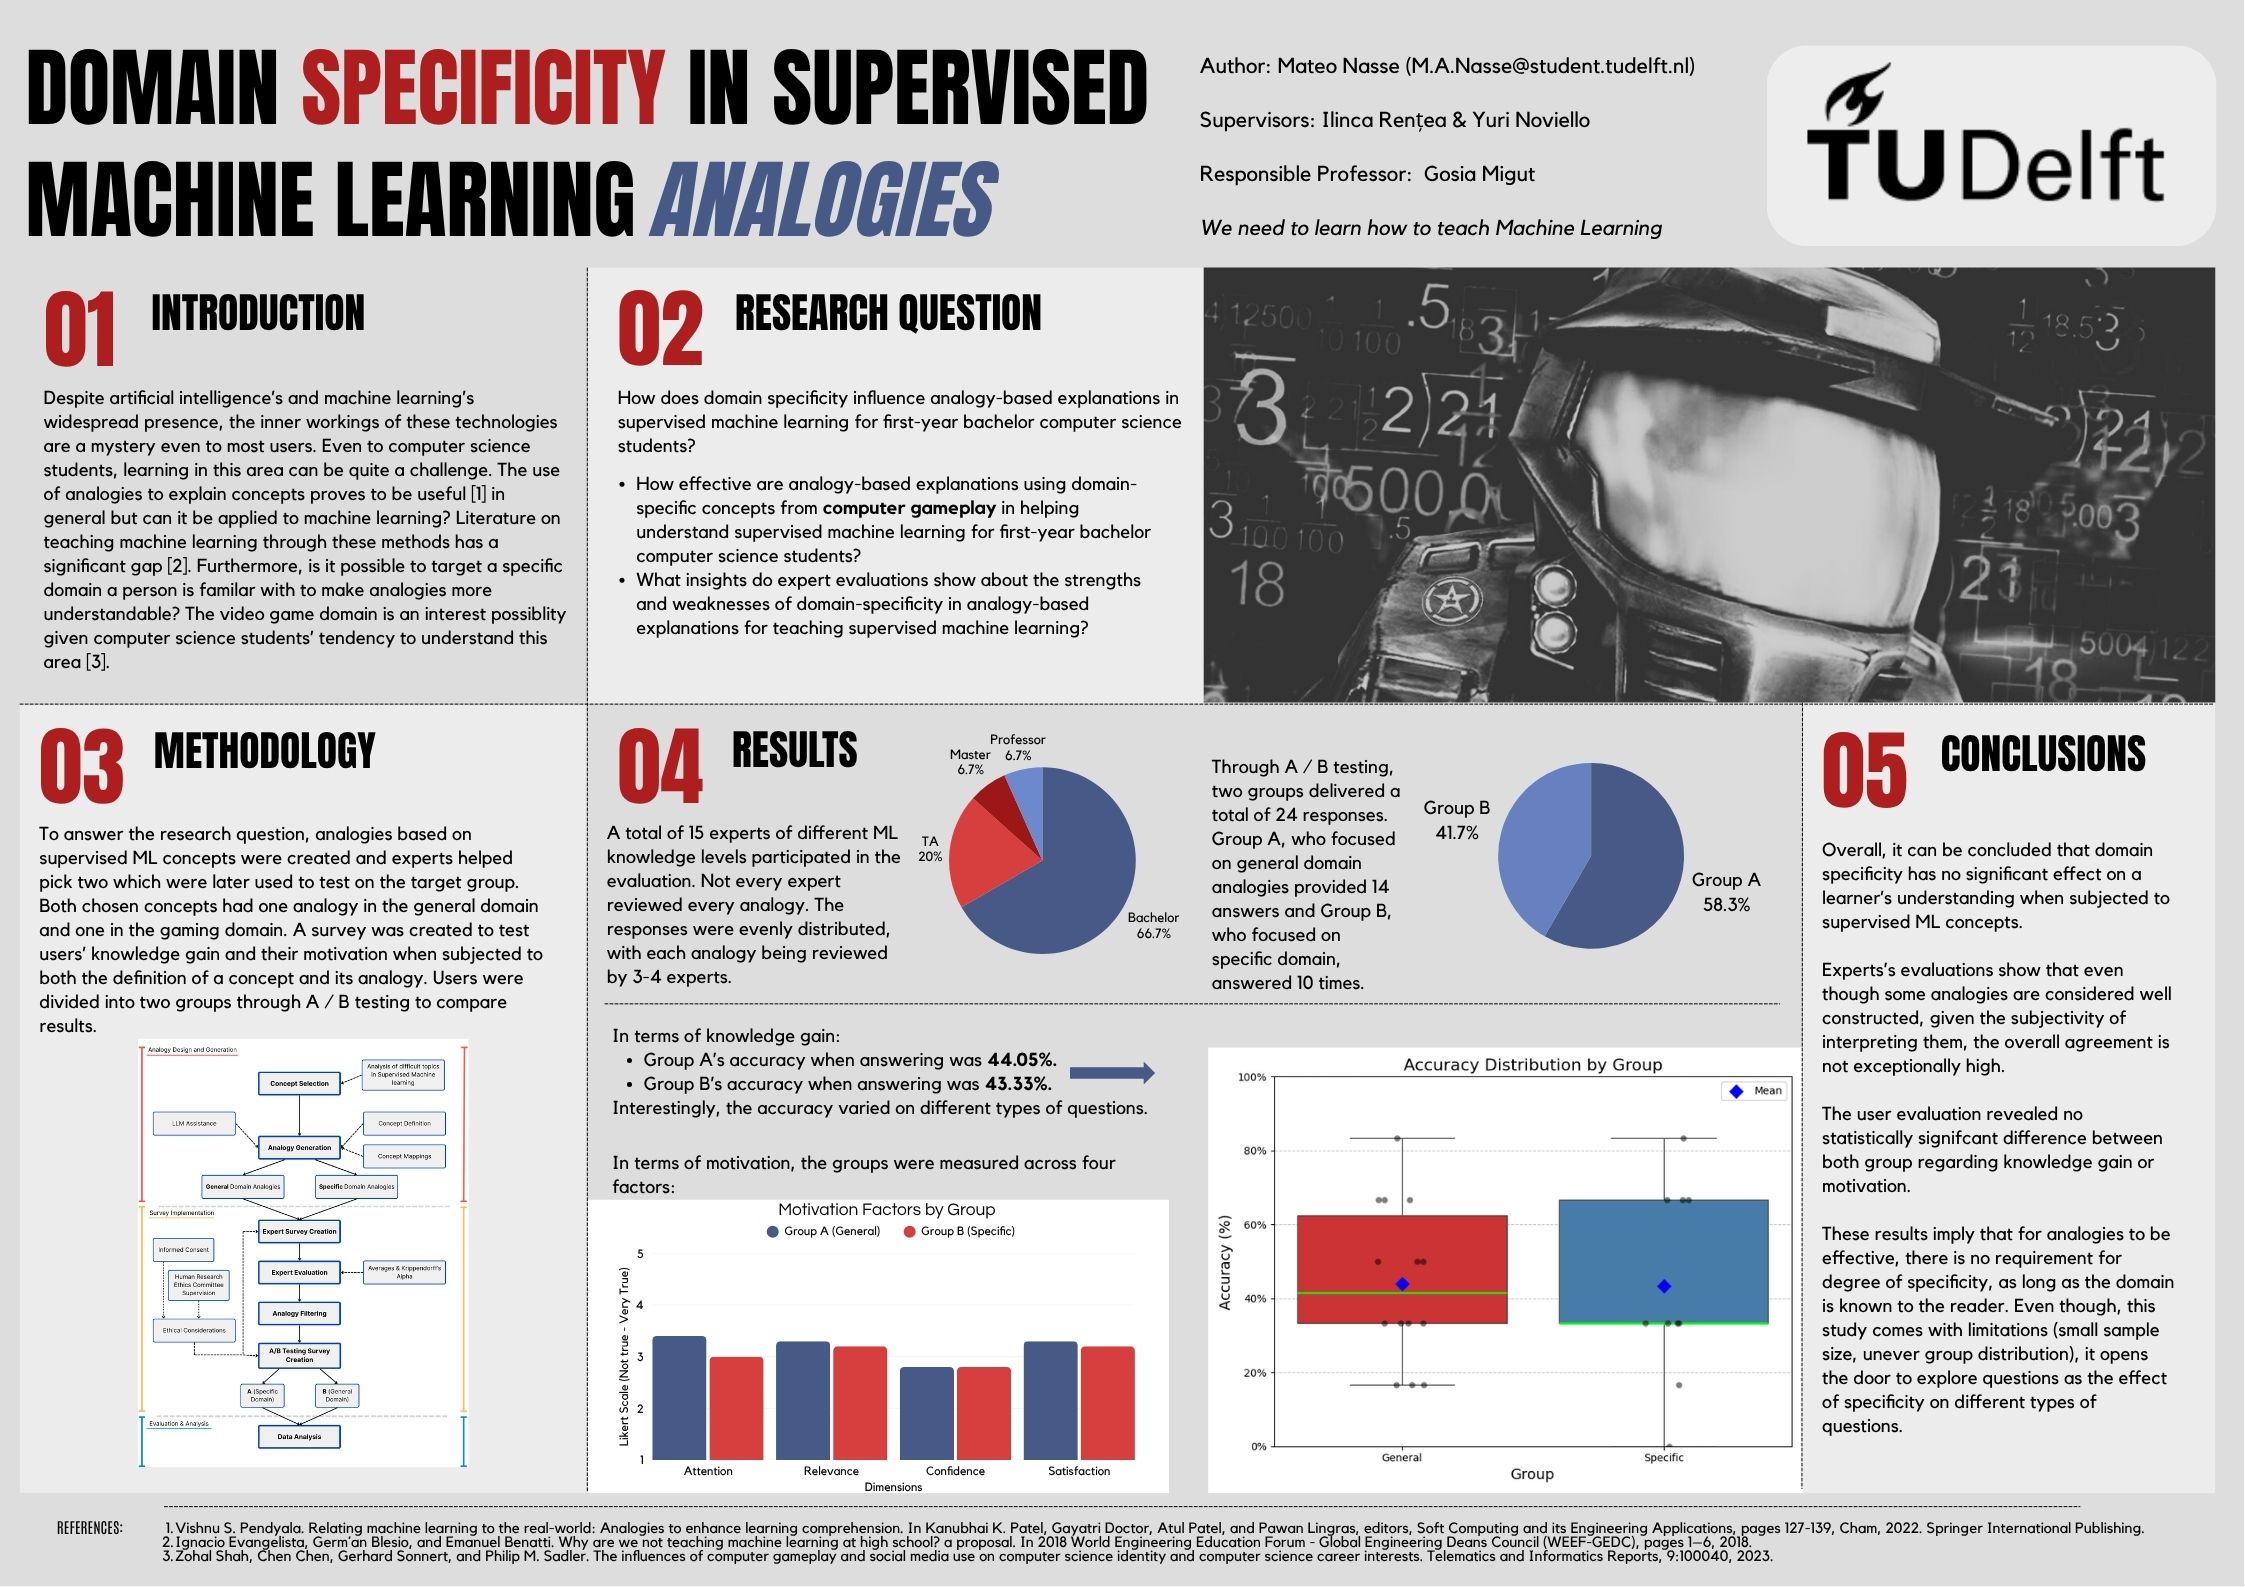 DOMAIN SPECIFICITY IN SUPERVISED
MACHINE LEARNING ANALOGIES
Author: Mateo Nasse (M.A.Nasse@student.tudelft.nl)
Supervisors: Ilinca Rențea & Yuri Noviello
Responsible Professor: Gosia Migut
We need to learn how to teach Machine Learning
TUDelft
01 INTRODUCTION
Despite artificial intelligence's and machine learning's
widespread presence, the inner workings of these technologies
are a mystery even to most users. Even to computer science
students, learning in this area can be quite a challenge. The use
of analogies to explain concepts proves to be useful [1] in
general but can it be applied to machine learning? Literature on
teaching machine learning through these methods has a
significant gap [2]. Furthermore, is it possible to target a specific
domain a person is familar with to make analogies more
understandable? The video game domain is an interest possiblity
given computer science students' tendency to understand this
area [3].
02 RESEARCH QUESTION
How does domain specificity influence analogy-based explanations in
supervised machine learning for first-year bachelor computer science
students?
• How effective are analogy-based explanations using domain-
specific concepts from computer gameplay in helping
understand supervised machine learning for first-year bachelor
computer science students?
• What insights do expert evaluations show about the strengths
and weaknesses of domain-specificity in analogy-based
explanations for teaching supervised machine learning?
03 METHODOLOGY
To answer the research question, analogies based on
supervised ML concepts were created and experts helped
pick two which were later used to test on the target group.
Both chosen concepts had one analogy in the general domain
and one in the gaming domain. A survey was created to test
users' knowledge gain and their motivation when subjected to
both the definition of a concept and its analogy. Users were
divided into two groups through A / B testing to compare
results.
Analogy Design and Generation
Concept Selection
Analysis of difficult topics
in Supervised Machine
learning
LLM Assistance
Concept Definition
Analogy Generation
Concept Mappings
General Domain Analogies
Specific Domain Analogies
Survey Implementation
Expert Survey Creation
Informed Consent
Expert Evaluation
Averages & Krippendorff's
Alpha
Human Research
Ethics Committee
Supervision
Analogy Filtering
Ethical Considerations
A/B Testing Survey
Creation
A (Specific
Domain)
B (General
Domain)
Evaluation & Analysis
Data Analysis
04 RESULTS
A total of 15 experts of different ML
knowledge levels participated in the
evaluation. Not every expert
reviewed every analogy. The
responses were evenly distributed,
with each analogy being reviewed
by 3-4 experts.
Professor
6.7%
Master
6.7%
TA
20%
Bachelor
66.7%
Through A / B testing,
two groups delivered a
total of 24 responses.
Group A, who focused
on general domain
analogies provided 14
answers and Group B,
who focused on
specific domain,
answered 10 times.
Group B
41.7%
Group A
58.3%
In terms of knowledge gain:
• Group A's accuracy when answering was 44.05%.
• Group B's accuracy when answering was 43.33%.
Interestingly, the accuracy varied on different types of questions.
In terms of motivation, the groups were measured across four
factors:
Motivation Factors by Group
Group A (General) Group B (Specific)
Likert Scale (Not true - Very True)
5
4
3
2
1
Attention Relevance Confidence Satisfaction
Dimensions
Accuracy Distribution by Group
Mean
Accuracy (%)
100%
80%
60%
40%
20%
0%
General Specific
Group
05 CONCLUSIONS
Overall, it can be concluded that domain
specificity has no significant effect on a
learner's understanding when subjected to
supervised ML concepts.
Experts's evaluations show that even
though some analogies are considered well
constructed, given the subjectivity of
interpreting them, the overall agreement is
not exceptionally high.
The user evaluation revealed no
statistically signifcant difference between
both group regarding knowledge gain or
motivation.
These results imply that for analogies to be
effective, there is no requirement for
degree of specificity, as long as the domain
is known to the reader. Even though, this
study comes with limitations (small sample
size, unever group distribution), it opens
the door to explore questions as the effect
of specificity on different types of
questions.
REFERENCES:
1. Vishnu S. Pendyala. Relating machine learning to the real-world: Analogies to enhance learning comprehension. In Kanubhai K. Patel, Gayatri Doctor, Atul Patel, and Pawan Lingras, editors, Soft Computing and its Engineering Applications, pages 127-139, Cham, 2022. Springer International Publishing.
2. Ignacio Evangelista, Germ'an Blesio, and Emanuel Benatti. Why are we not teaching machine learning at high school? a proposal. In 2018 World Engineering Education Forum - Global Engineering Deans Council (WEEF-GEDC), pages 1–6, 2018.
3. Zohal Shah, Chen Chen, Gerhard Sonnert, and Philip M. Sadler. The influences of computer gameplay and social media use on computer science identity and computer science career interests. Telematics and Informatics Reports, 9:100040, 2023.